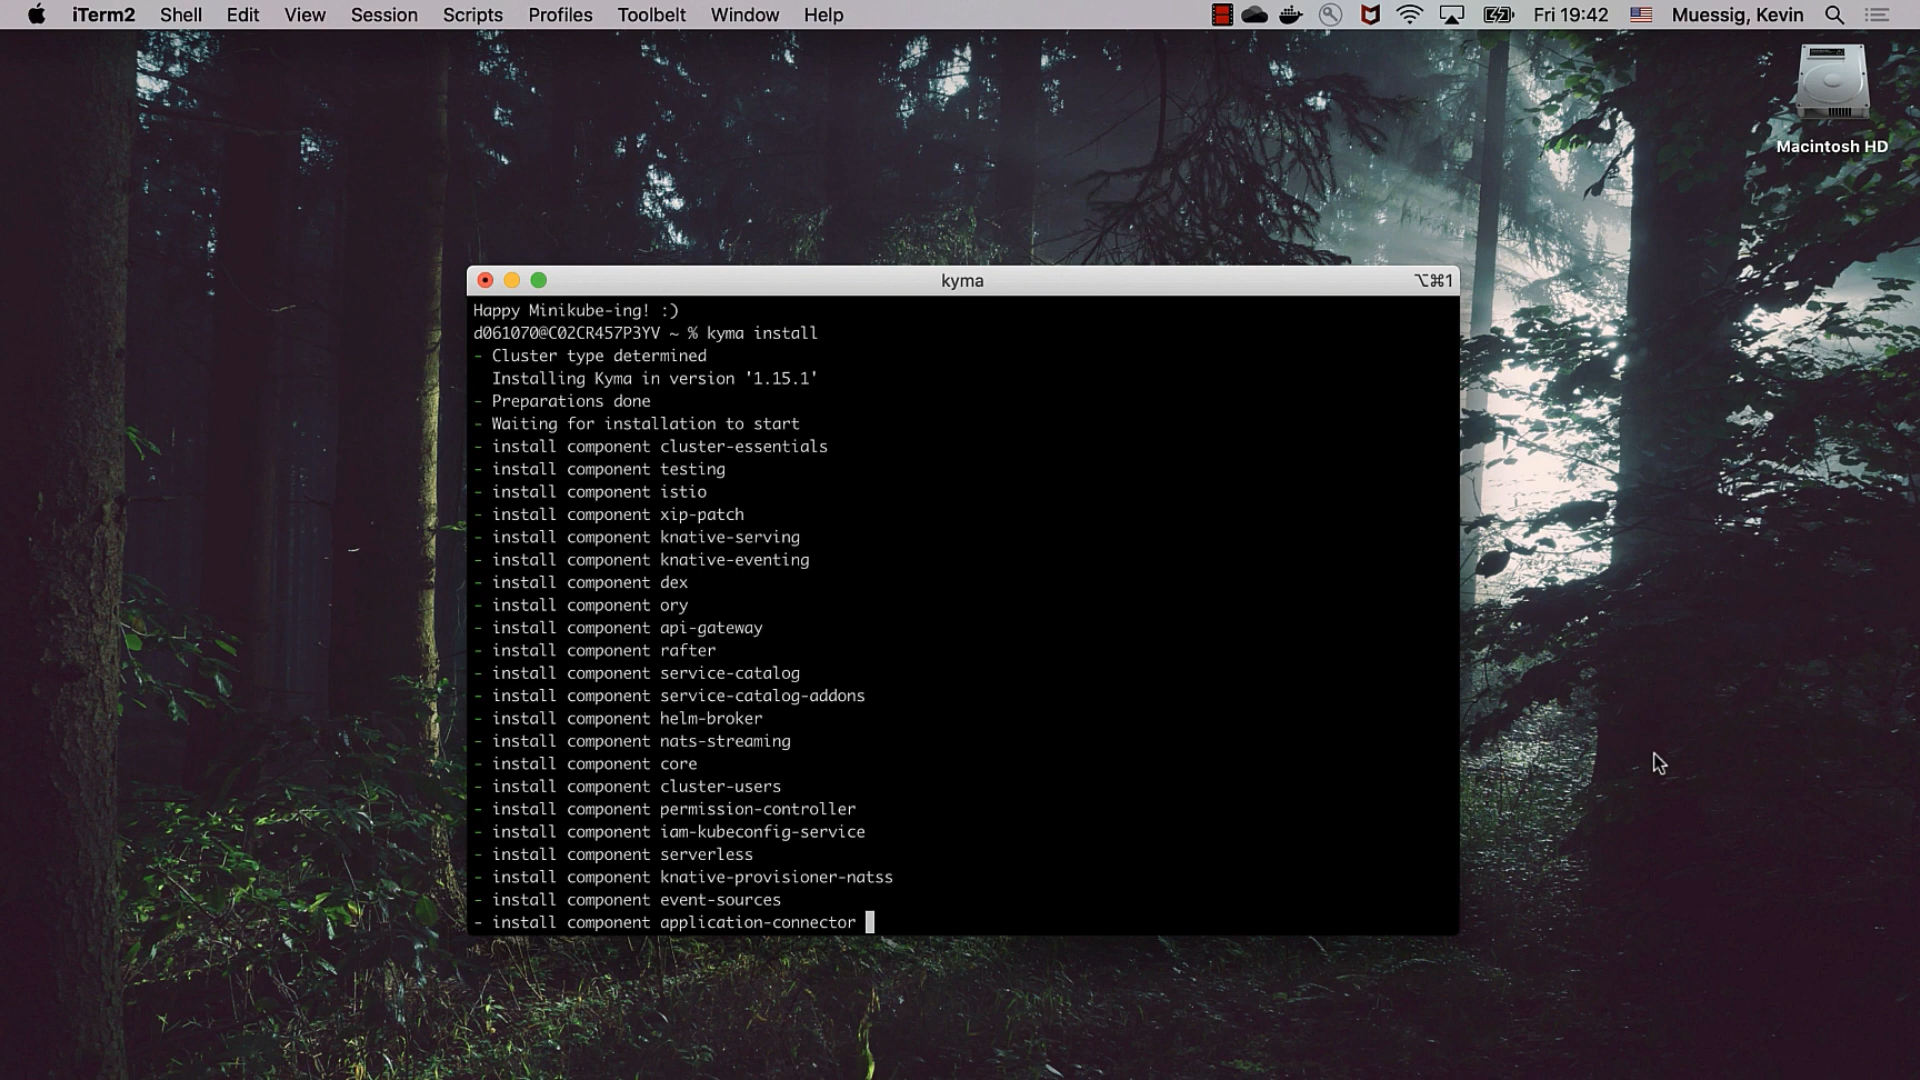 iTerm2 Shell Edit View Session Scripts Profiles Toolbelt Window Help Fri 19:42 Muessig, Kevin
Macintosh HD
kyma ⌥⌘1
Happy Minikube-ing! :)
d061070@C02CR457P3YV ~ % kyma install
- Cluster type determined
Installing Kyma in version '1.15.1'
- Preparations done
- Waiting for installation to start
- install component cluster-essentials
- install component testing
- install component istio
- install component xip-patch
- install component knative-serving
- install component knative-eventing
- install component dex
- install component ory
- install component api-gateway
- install component rafter
- install component service-catalog
- install component service-catalog-addons
- install component helm-broker
- install component nats-streaming
- install component core
- install component cluster-users
- install component permission-controller
- install component iam-kubeconfig-service
- install component serverless
- install component knative-provisioner-natss
- install component event-sources
- install component application-connector